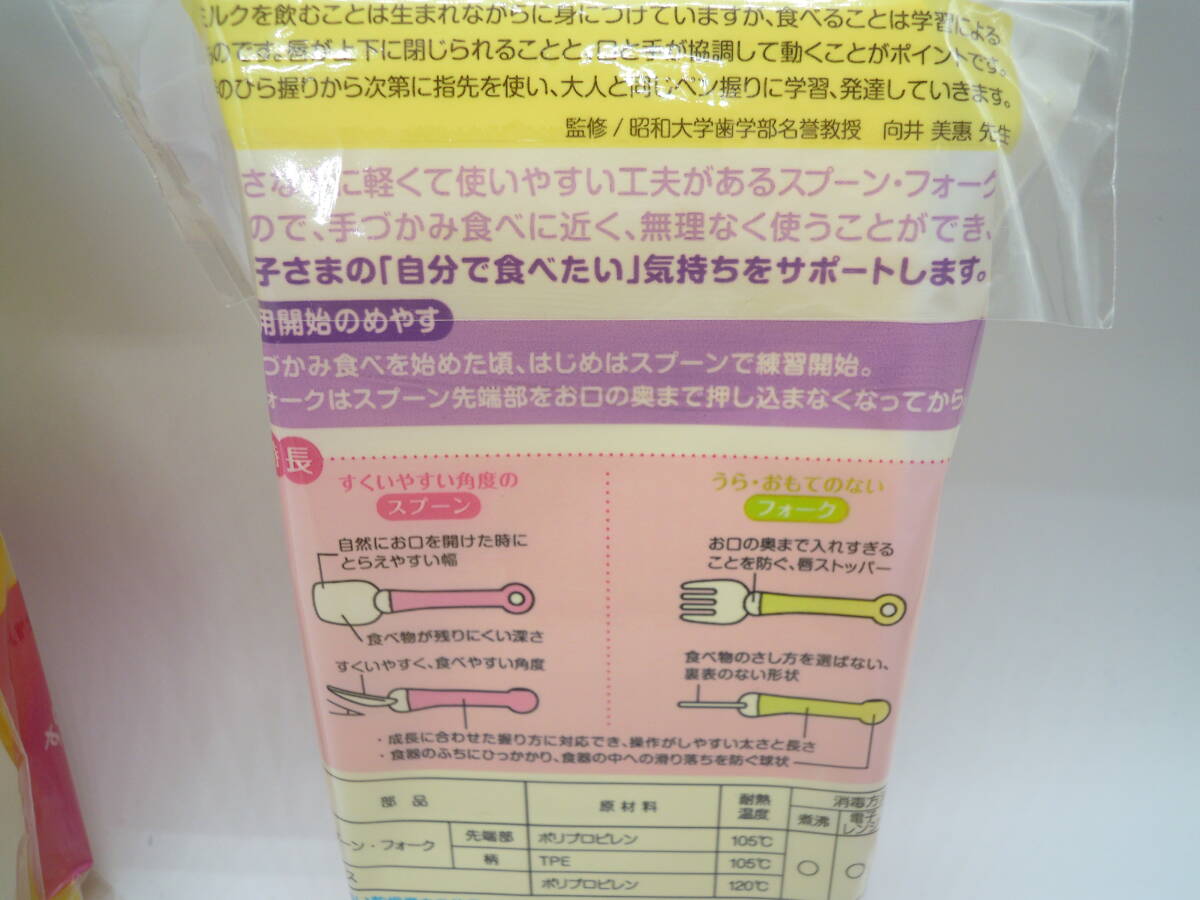 ミルクを飲むことは生まれながらに身につけていますが、食べることは学習による
のです。唇が上下に閉じられることと、口と手が協調して動くことがポイントです。
のひら握りから次第に指先を使い、大人と同じペン握りに学習、発達していきます。
監修/昭和大学歯学部名誉教授 向井 美惠 先生
さな に軽くて使いやすい工夫があるスプーン・フォーク
ので、手づかみ食べに近く、無理なく使うことができ、
子さまの「自分で食べたい」気持ちをサポートします。
用開始のめやす
づかみ食べを始めた頃、はじめはスプーンで練習開始。
ォークはスプーン先端部をお口の奥まで押し込まなくなってから
長
すくいやすい角度の
スプーン
自然にお口を開けた時に
とらえやすい幅
食べ物が残りにくい深さ
すくいやすく、食べやすい角度
うら・おもてのない
フォーク
お口の奥まで入れすぎる
ことを防ぐ、唇ストッパー
食べ物のさし方を選ばない、
裏表のない形状
・成長に合わせた握り方に対応でき、操作がしやすい太さと長さ
・食器のふちにひっかかり、食器の中への滑り落ちを防ぐ球状
部品 原材料 耐熱温度 消毒方
煮沸 電子レンジ
ーン・フォーク 先端部 ポリプロピレン 105℃ ○ ○
柄 TPE 105℃
ス ポリプロピレン 120℃